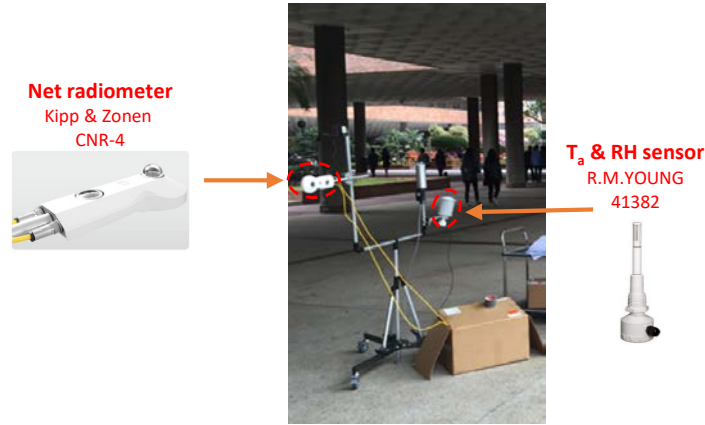 Net radiometer
Kipp & Zonen
CNR-4
Ta & RH sensor
R.M.YOUNG
41382